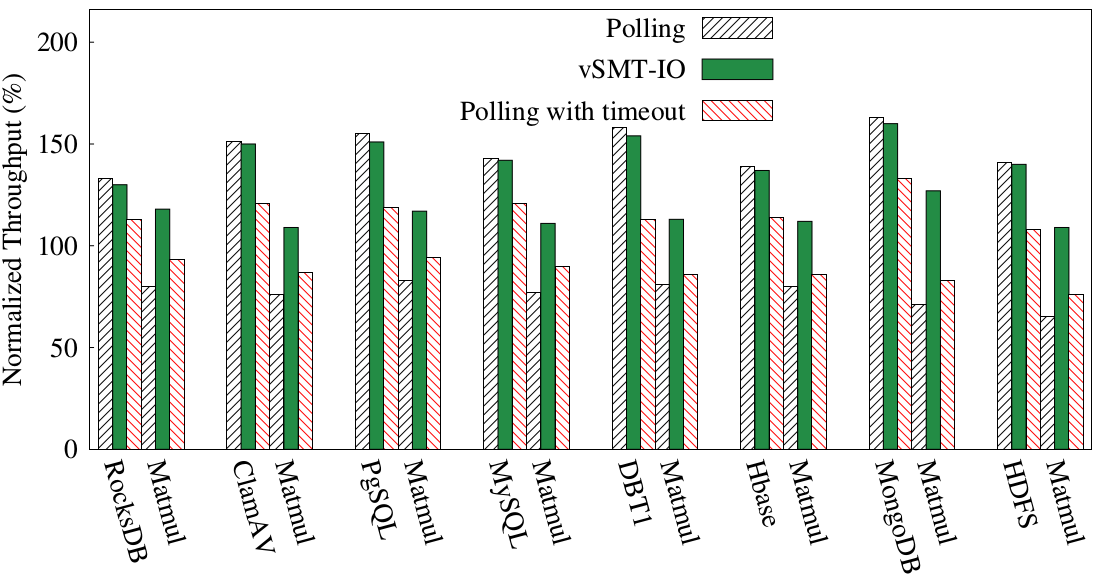 Normalized Throughput (%)
200
150
100
50
0
Polling
vSMT-IO
Polling with timeout
RocksDB
Matmul
ClamAV
Matmul
PgSQL
Matmul
MySQL
Matmul
DBT1
Matmul
Hbase
Matmul
MongoDB
Matmul
HDFS
Matmul